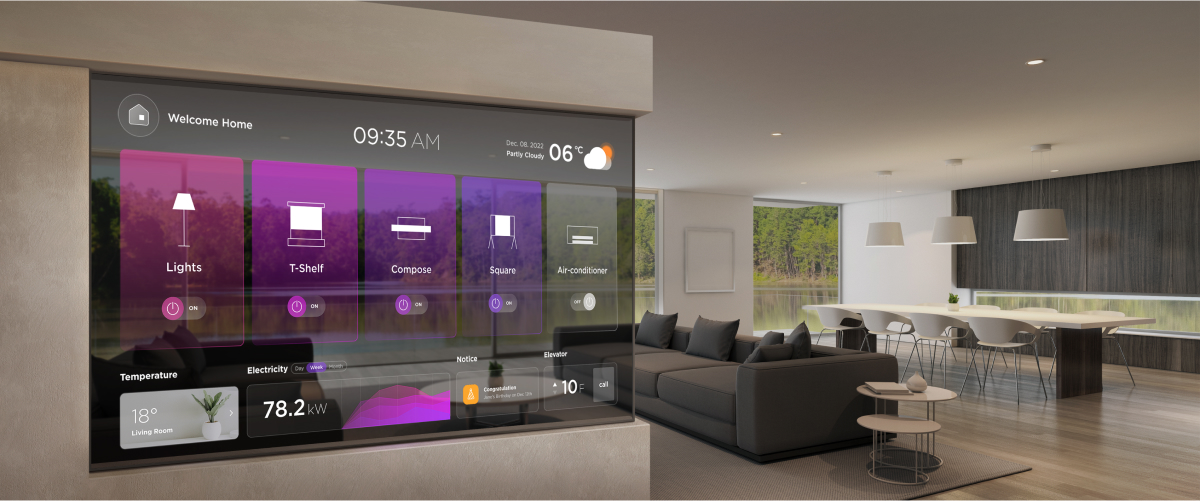 Welcome Home
09:35 AM
Dec. 08. 2022
Partly Cloudy
06 °C
Lights
ON
T-Shelf
ON
Compose
ON
Square
ON
Air-conditioner
OFF
Temperature
18°
Living Room
Electricity
Day Week Month
78.2 kW
Notice
Congratulation
Elevator
10 F
call